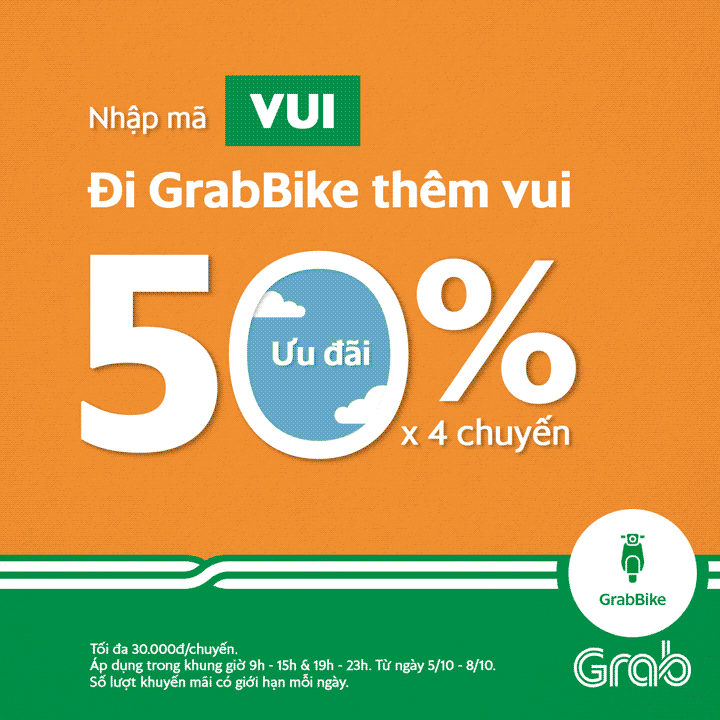 Nhập mã VUI
Đi GrabBike thêm vui
50%
Ưu đãi
x 4 chuyến
GrabBike
Grab
Tối đa 30.000đ/chuyến.
Áp dụng trong khung giờ 9h - 15h & 19h - 23h. Từ ngày 5/10 - 8/10.
Số lượt khuyến mãi có giới hạn mỗi ngày.